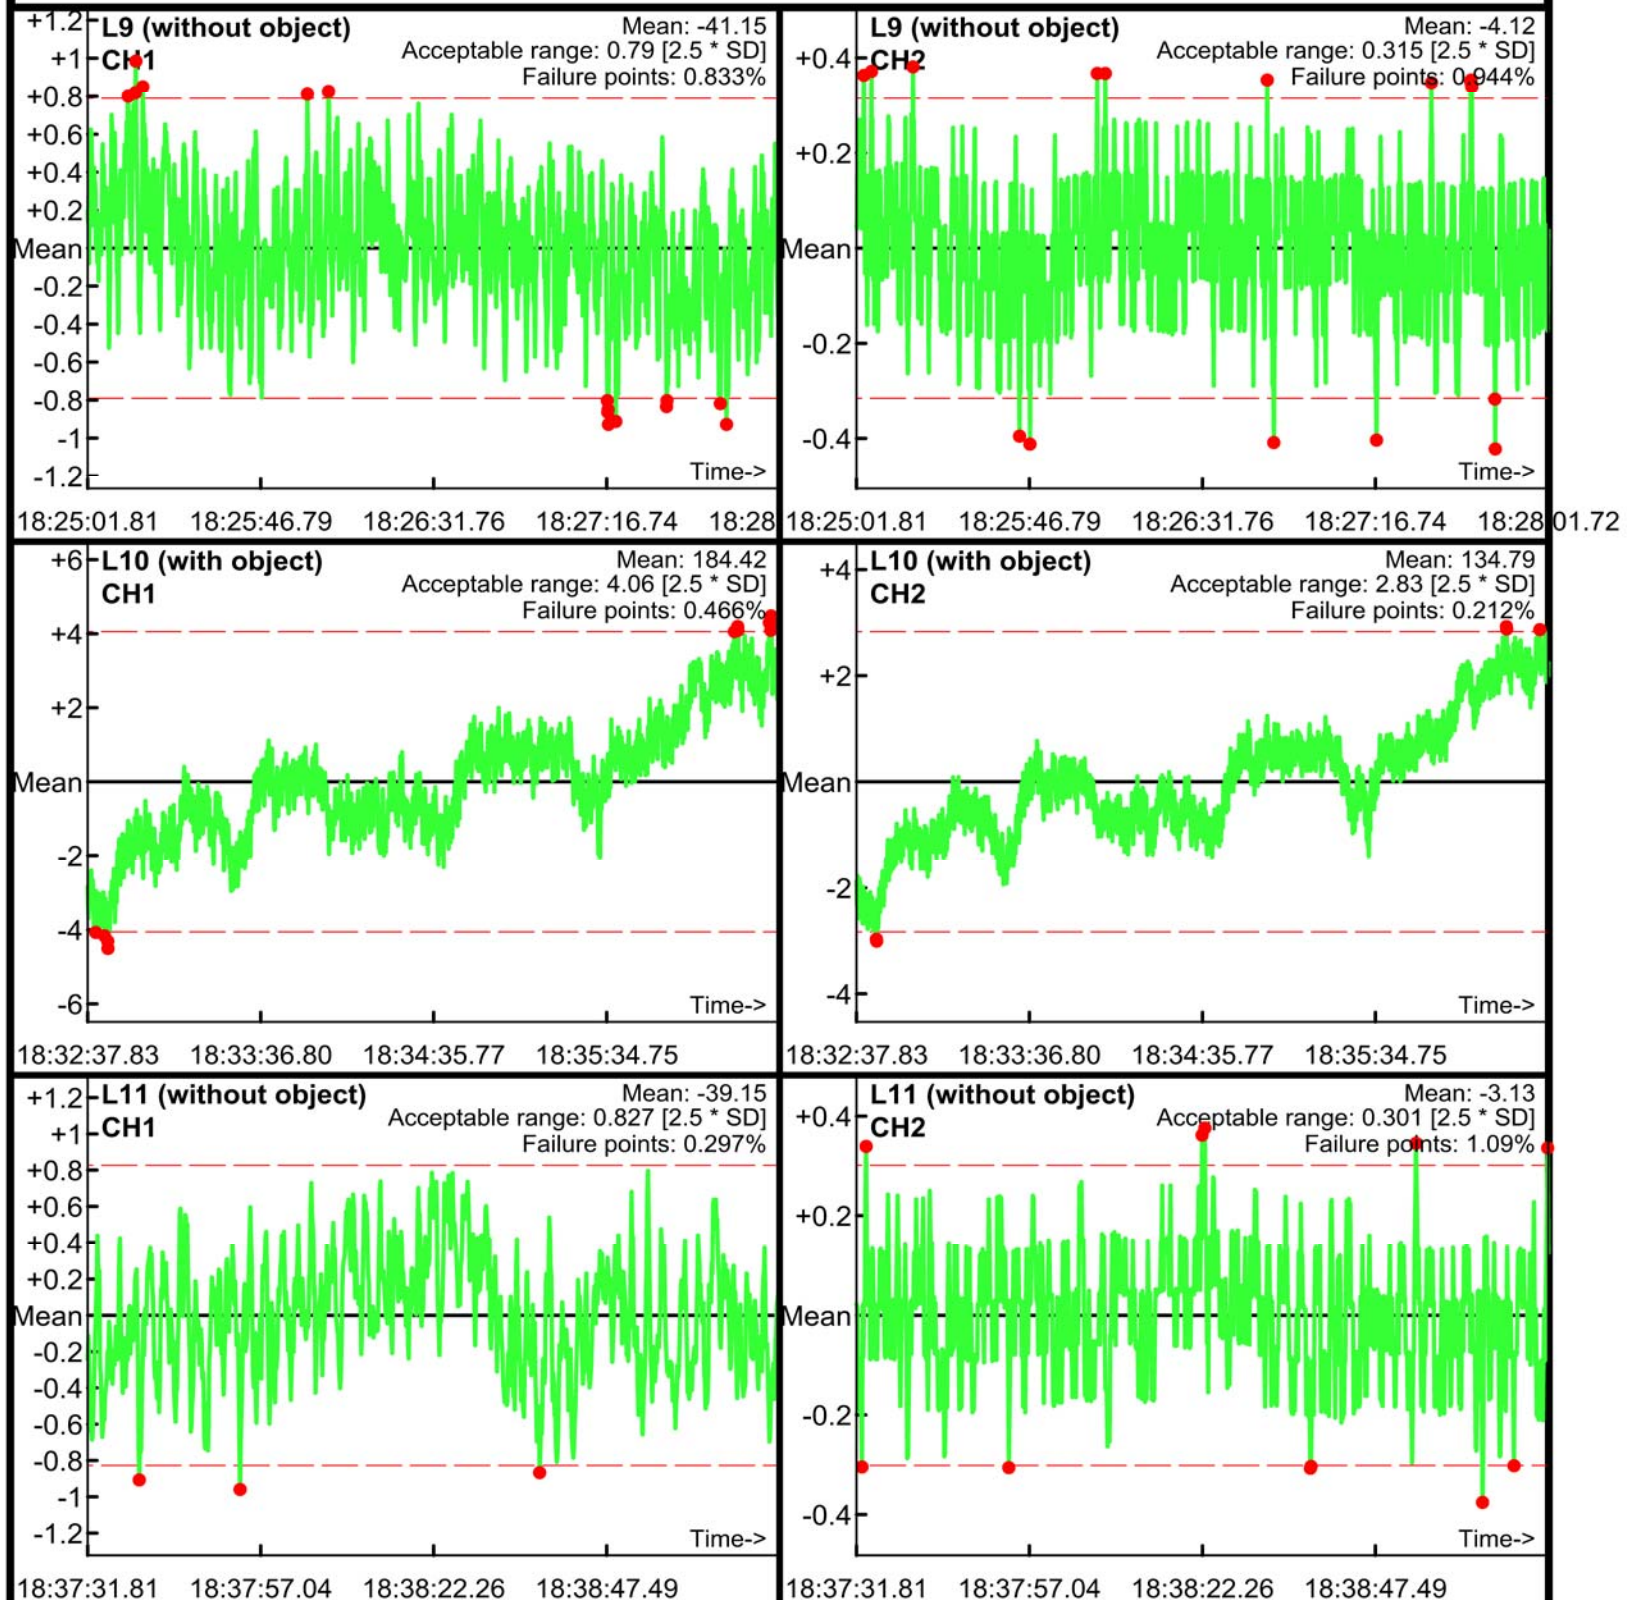 L9 (without object)
CH1
Mean: -41.15
Acceptable range: 0.79 [2.5 * SD]
Failure points: 0.833%
+1.2
+1
+0.8
+0.6
+0.4
+0.2
Mean
-0.2
-0.4
-0.6
-0.8
-1
-1.2
Time->
18:25:01.81 18:25:46.79 18:26:31.76 18:27:16.74 18:28
L9 (without object)
CH2
Mean: -4.12
Acceptable range: 0.315 [2.5 * SD]
Failure points: 0.944%
+0.4
+0.2
Mean
-0.2
-0.4
Time->
18:25:01.81 18:25:46.79 18:26:31.76 18:27:16.74 18:28:01.72
L10 (with object)
CH1
Mean: 184.42
Acceptable range: 4.06 [2.5 * SD]
Failure points: 0.466%
+6
+4
+2
Mean
-2
-4
-6
Time->
18:32:37.83 18:33:36.80 18:34:35.77 18:35:34.75
L10 (with object)
CH2
Mean: 134.79
Acceptable range: 2.83 [2.5 * SD]
Failure points: 0.212%
+4
+2
Mean
-2
-4
Time->
18:32:37.83 18:33:36.80 18:34:35.77 18:35:34.75
L11 (without object)
CH1
Mean: -39.15
Acceptable range: 0.827 [2.5 * SD]
Failure points: 0.297%
+1.2
+1
+0.8
+0.6
+0.4
+0.2
Mean
-0.2
-0.4
-0.6
-0.8
-1
-1.2
Time->
18:37:31.81 18:37:57.04 18:38:22.26 18:38:47.49
L11 (without object)
CH2
Mean: -3.13
Acceptable range: 0.301 [2.5 * SD]
Failure points: 1.09%
+0.4
+0.2
Mean
-0.2
-0.4
Time->
18:37:31.81 18:37:57.04 18:38:22.26 18:38:47.49